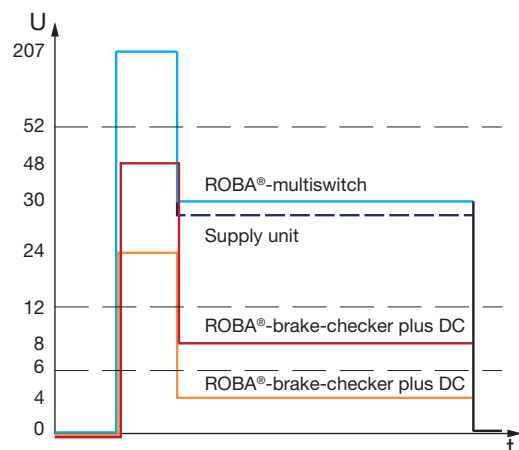 U
207
52
48
30
ROBA®-multiswitch
Supply unit
24
12
ROBA®-brake-checker plus DC
8
6
ROBA®-brake-checker plus DC
4
0
t